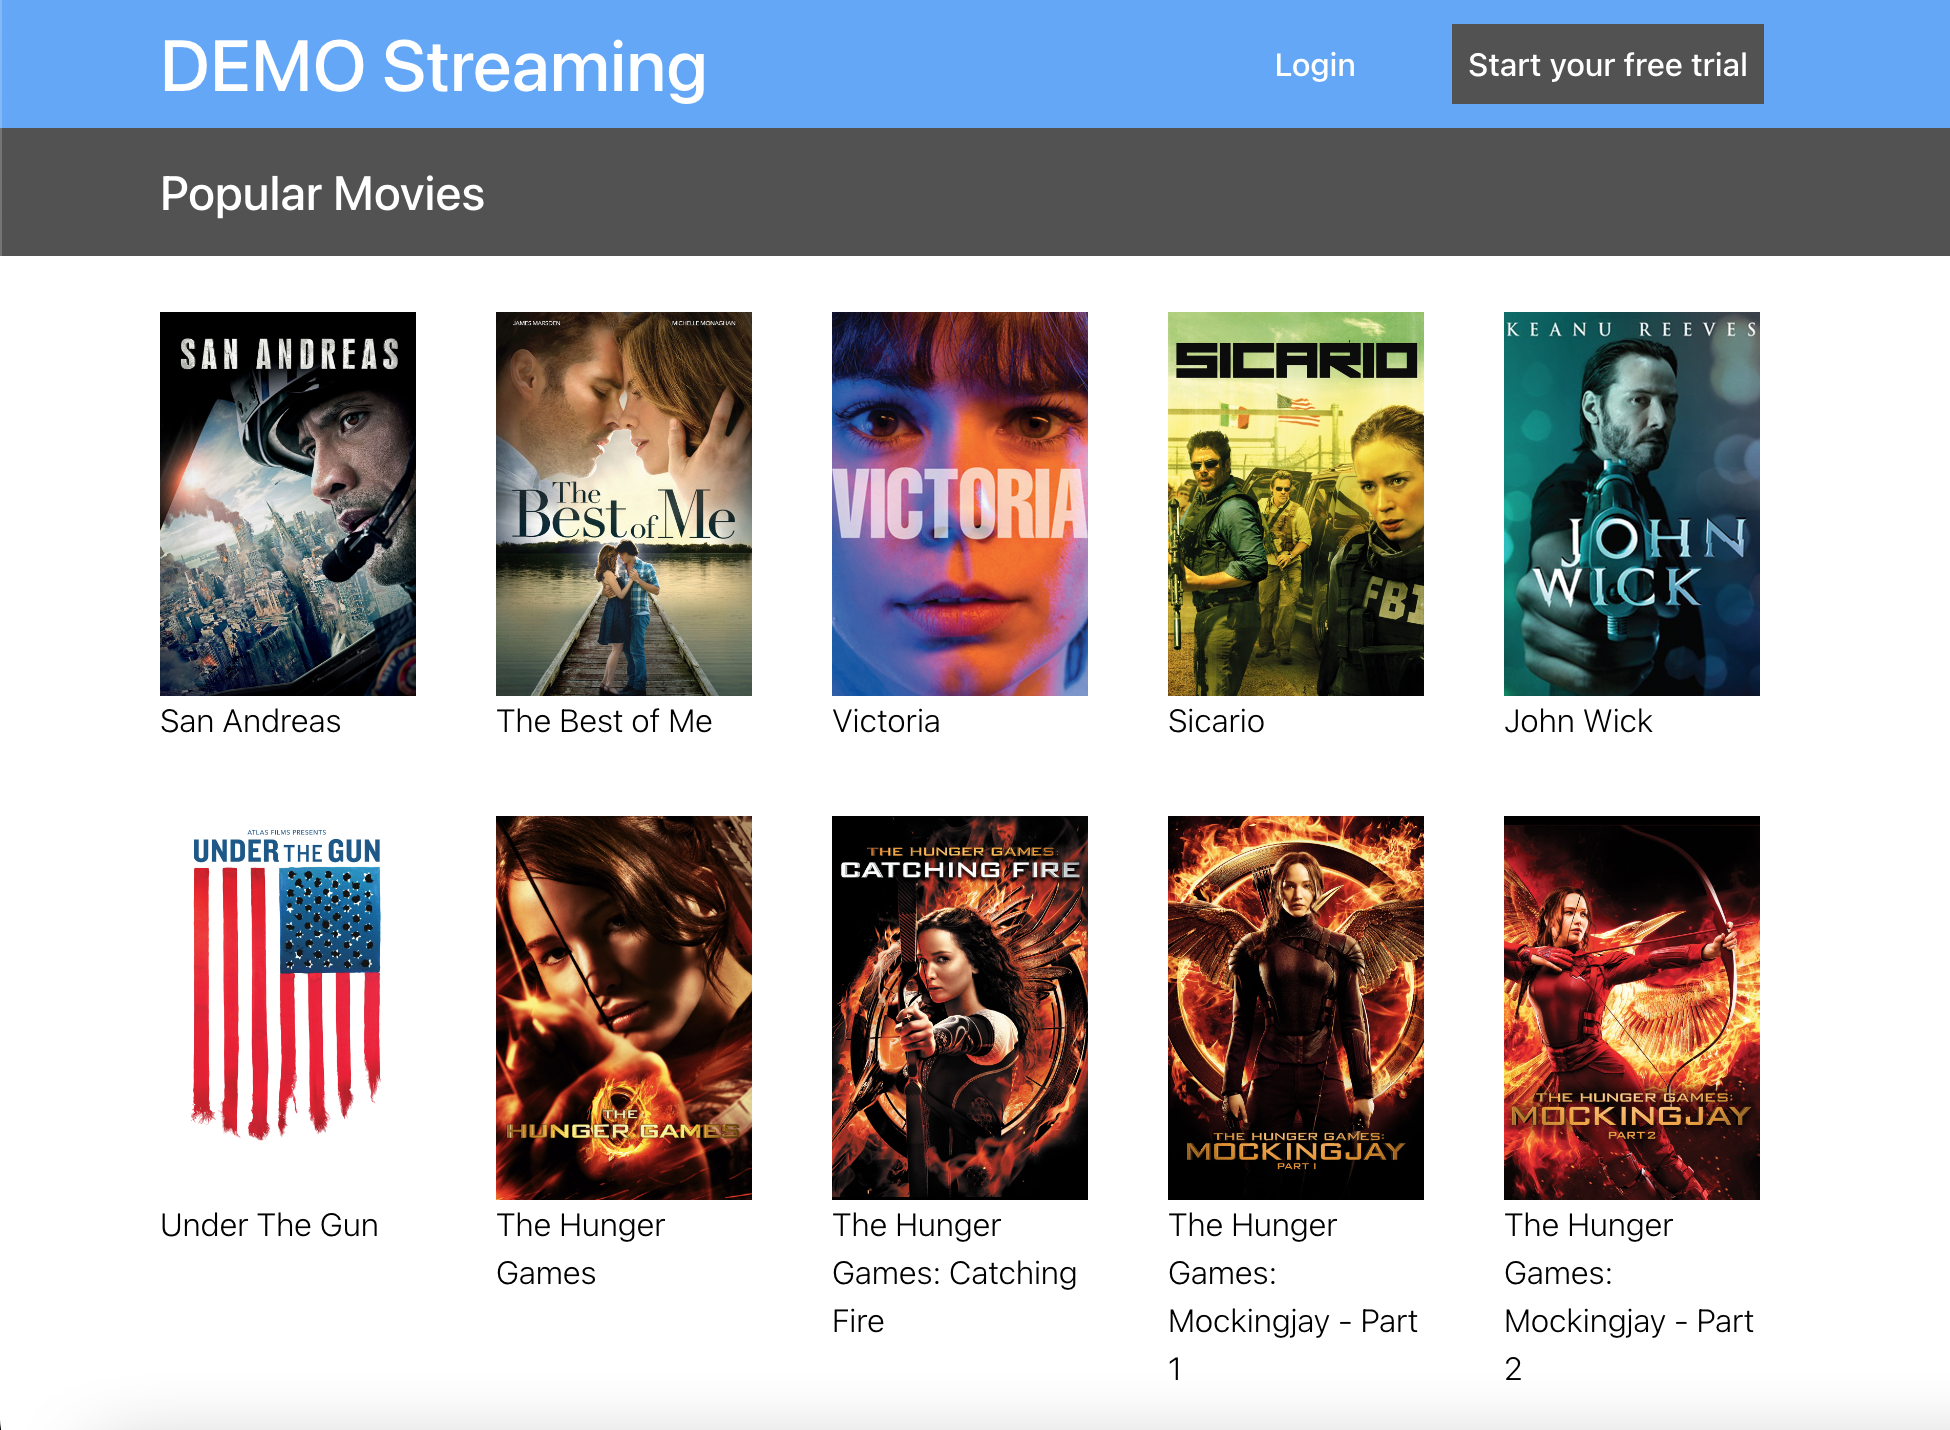 DEMO Streaming
Login
Start your free trial
Popular Movies
SAN ANDREAS
JAMES MARSDEN
MICHELLE MONAGHAN
The
Best of Me
VICTORIA
SICARIO
FBI
KEANU REEVES
JOHN
WICK
San Andreas
The Best of Me
Victoria
Sicario
John Wick
ATLAS FILMS PRESENTS
UNDER THE GUN
THE
HUNGER GAMES
THE HUNGER GAMES:
CATCHING FIRE
THE HUNGER GAMES:
MOCKINGJAY
PART 1
THE HUNGER GAMES:
MOCKINGJAY
PART 2
Under The Gun
The Hunger
Games
The Hunger
Games: Catching
Fire
The Hunger
Games:
Mockingjay - Part
1
The Hunger
Games:
Mockingjay - Part
2